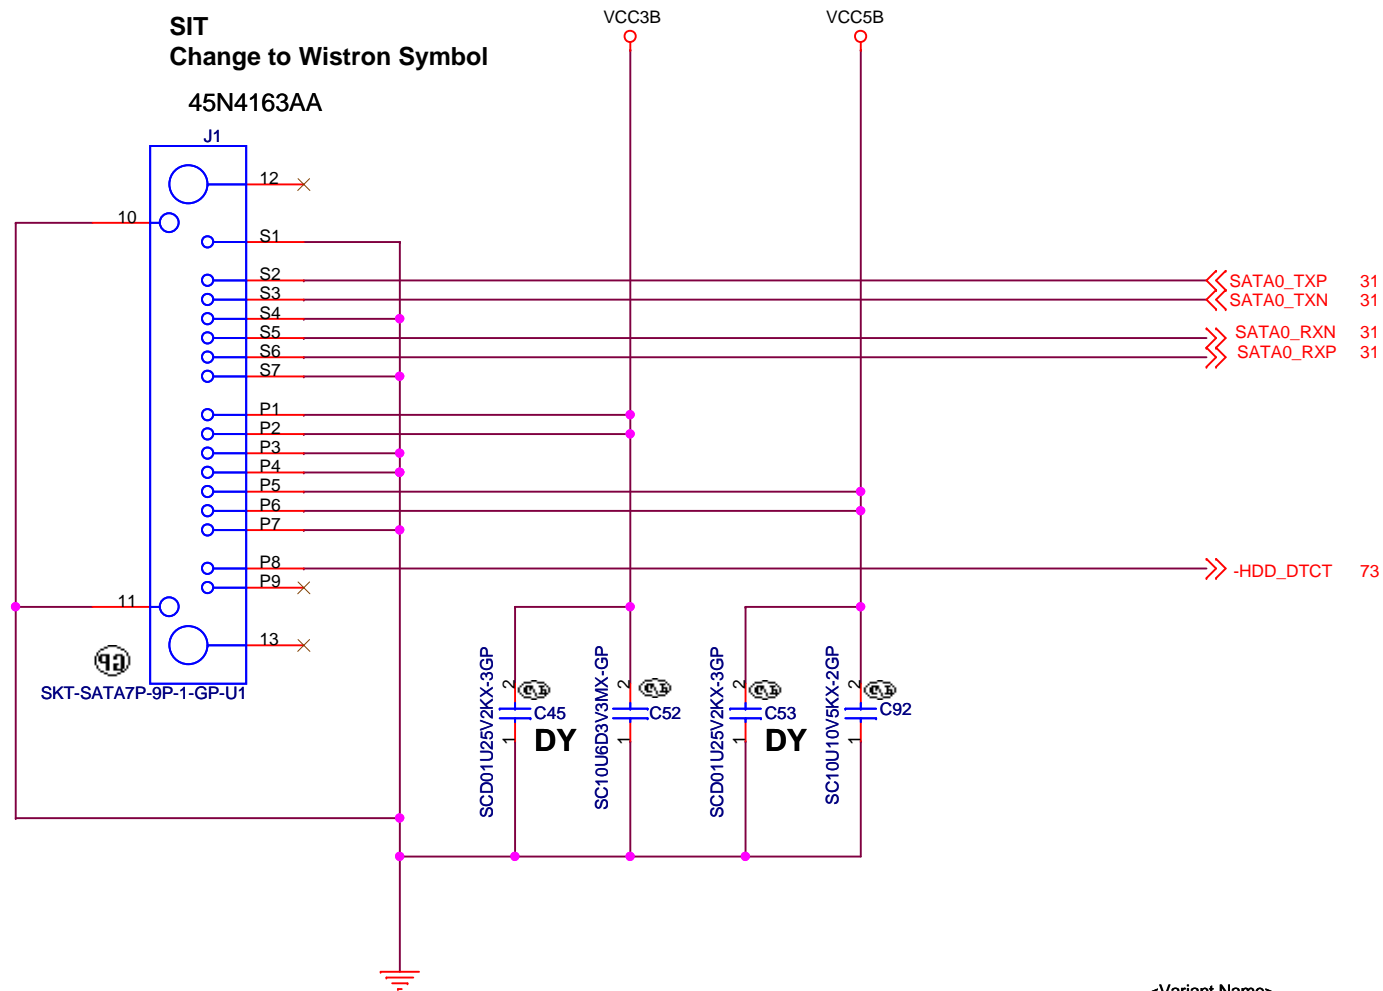 SIT
Change to Wistron Symbol
VCC3B
VCC5B
45N4163AA
J1
12
10
S1
S2
S3
S4
S5
S6
S7
P1
P2
P3
P4
P5
P6
P7
P8
P9
11
13
SATA0_TXP 31
SATA0_TXN 31
SATA0_RXN 31
SATA0_RXP 31
-HDD_DTCT 73
GP
SKT-SATA7P-9P-1-GP-U1
SCD01U25V2KX-3GP
2
1
C45
DY
SC10U6D3V3MX-GP
2
1
C52
SCD01U25V2KX-3GP
2
1
C53
DY
SC10U10V5KX-2GP
2
1
C92
<Variant Name>